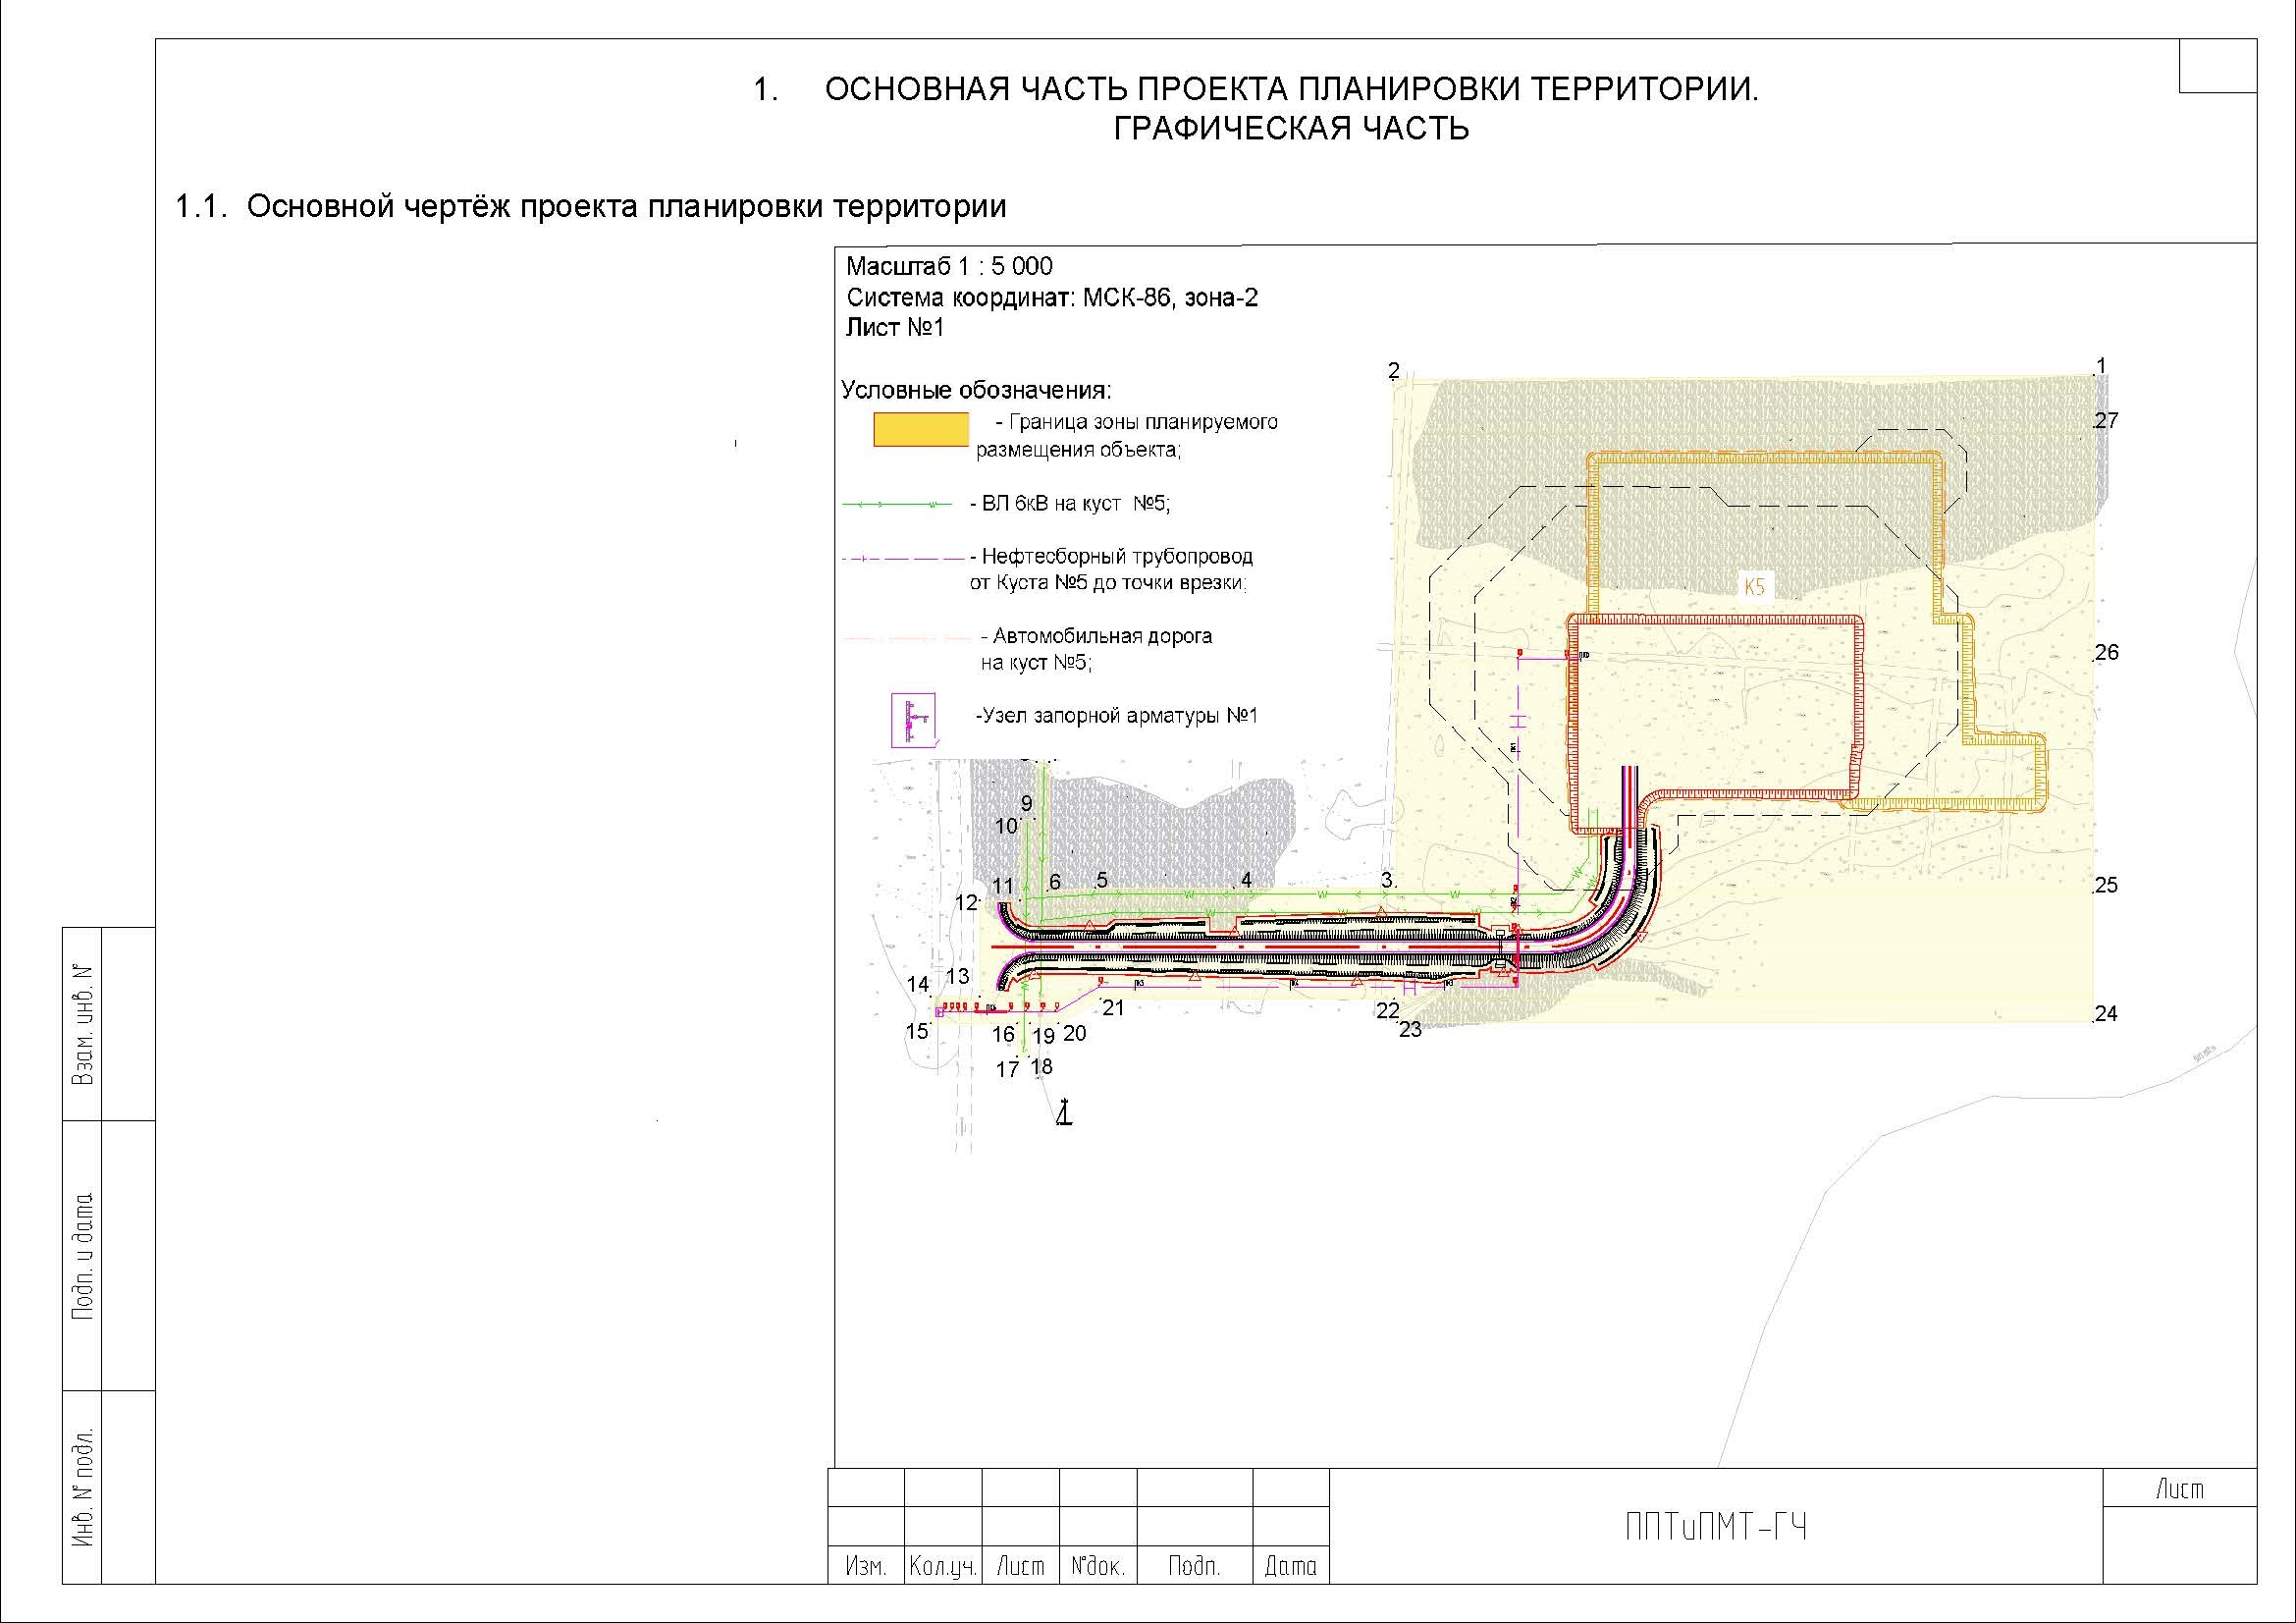 1. ОСНОВНАЯ ЧАСТЬ ПРОЕКТА ПЛАНИРОВКИ ТЕРРИТОРИИ.
ГРАФИЧЕСКАЯ ЧАСТЬ
1.1. Основной чертёж проекта планировки территории
Масштаб 1 : 5 000
Система координат: МСК-86, зона-2
Лист №1
Условные обозначения:
- Граница зоны планируемого
размещения объекта;
- ВЛ 6кВ на куст №5;
- Нефтесборный трубопровод
от Куста №5 до точки врезки;
- Автомобильная дорога
на куст №5;
-Узел запорной арматуры №1
2
1
27
К5
26
9
10
11
6
5
4
3
25
12
14
13
15
16
19
20
21
22
23
24
17
18
Взам. инв. №
Подп. и дата
Инв. № подл.
Изм.
Кол.уч.
Лист
№док.
Подп.
Дата
ППТиПМТ-ГЧ
Лист